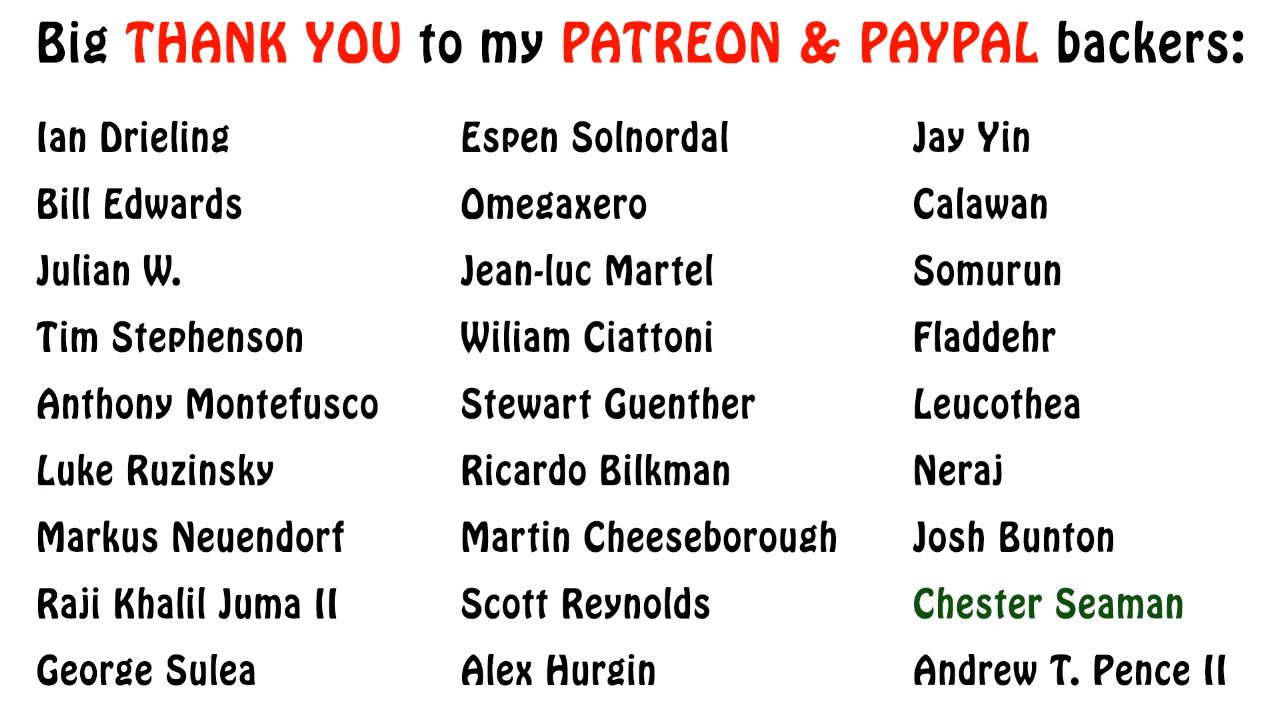 Big THANK YOU to my PATREON & PAYPAL backers:
Ian Drieling
Bill Edwards
Julian W.
Tim Stephenson
Anthony Montefusco
Luke Ruzinsky
Markus Neuendorf
Raji Khalil Juma II
George Sulea
Espen Solnordal
Omegaxero
Jean-luc Martel
Wiliam Ciattoni
Stewart Guenther
Ricardo Bilkman
Martin Cheeseborough
Scott Reynolds
Alex Hurgin
Jay Yin
Calawan
Somurun
Fladdehr
Leucothea
Neraj
Josh Bunton
Chester Seaman
Andrew T. Pence II